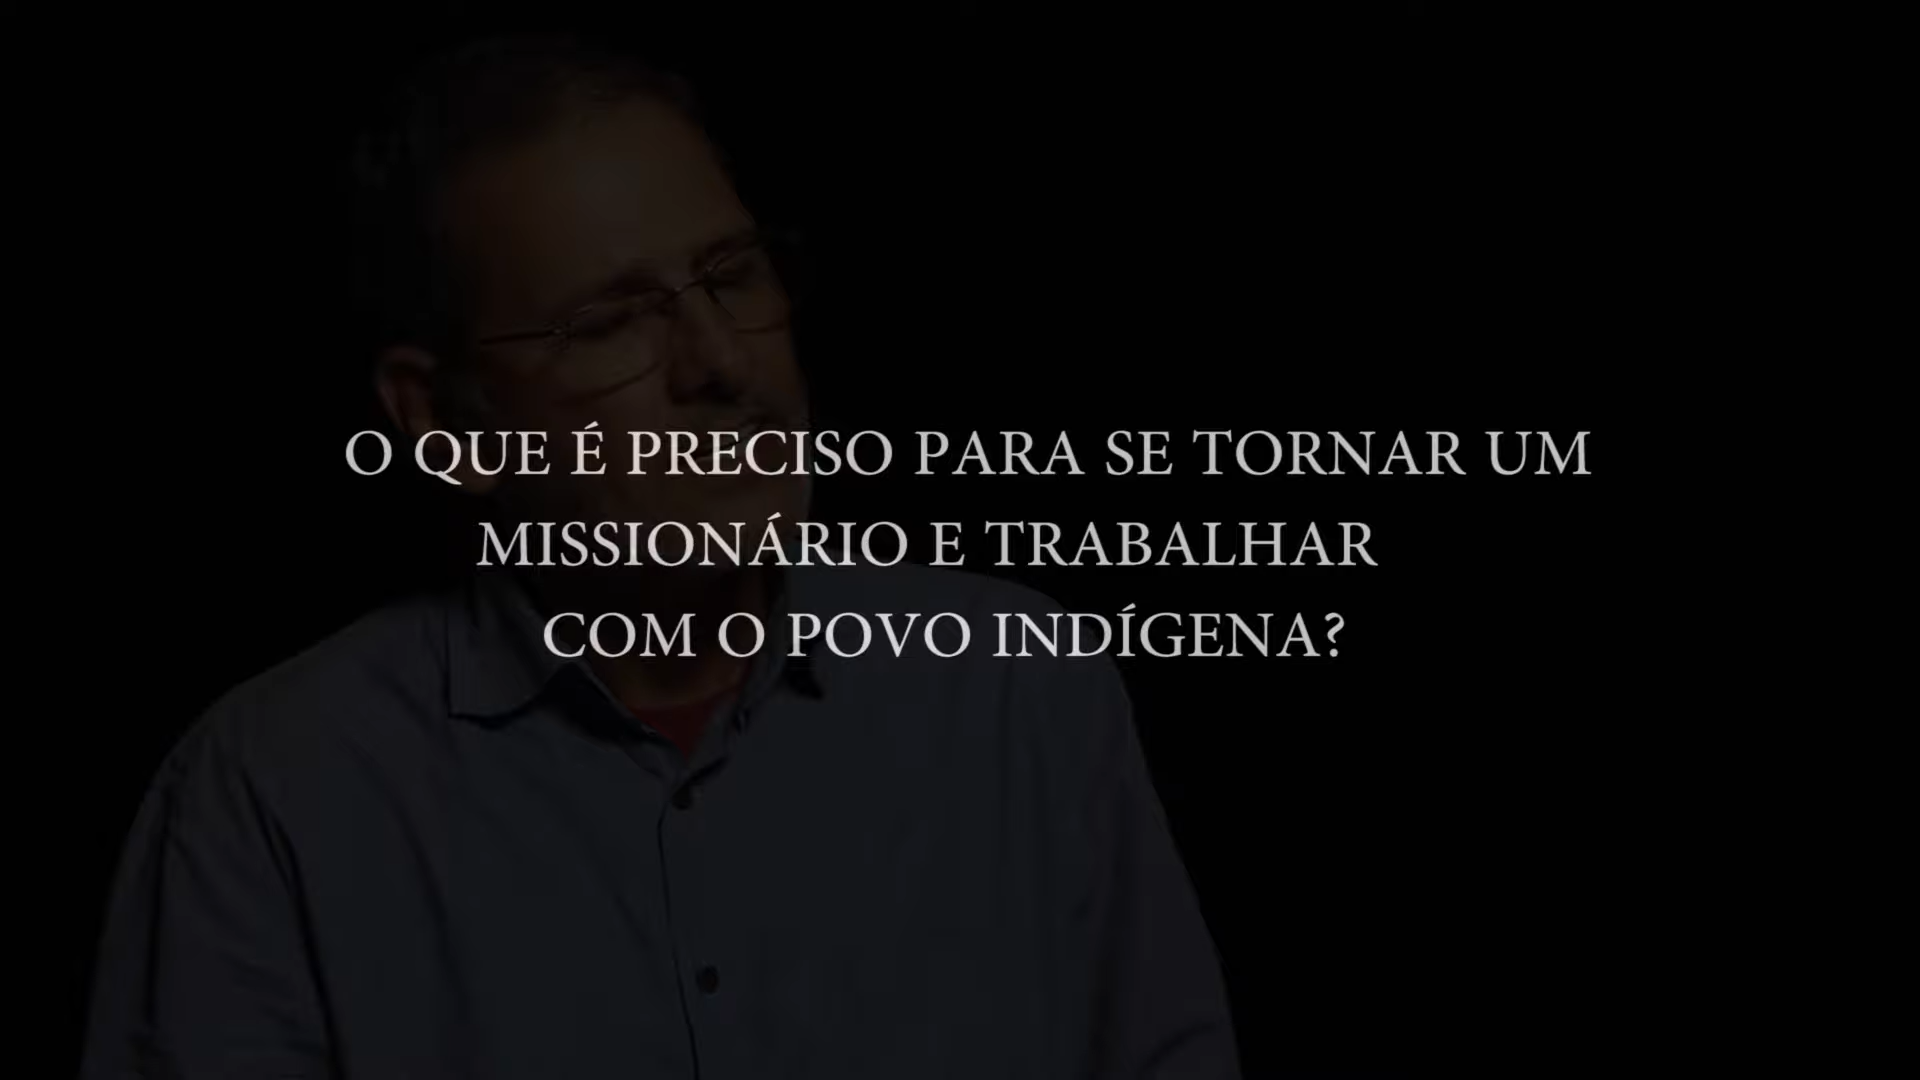 O QUE É PRECISO PARA SE TORNAR UM
MISSIONÁRIO E TRABALHAR
COM O POVO INDÍGENA?